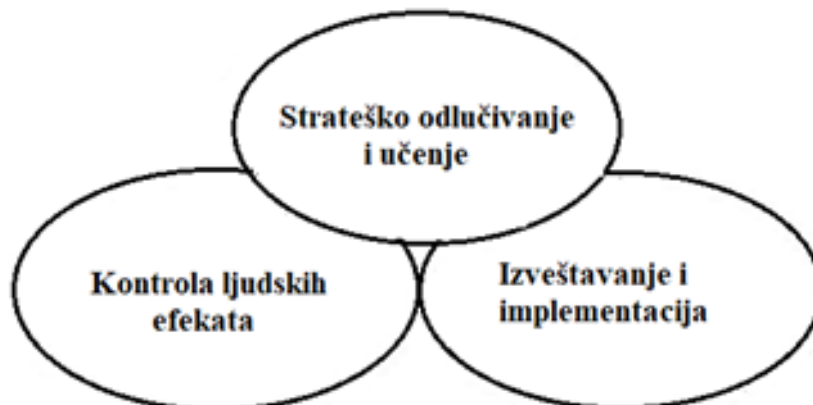 Strateško odlučivanje
i učenje
Kontrola ljudskih
efekata
Izveštavanje i
implementacija